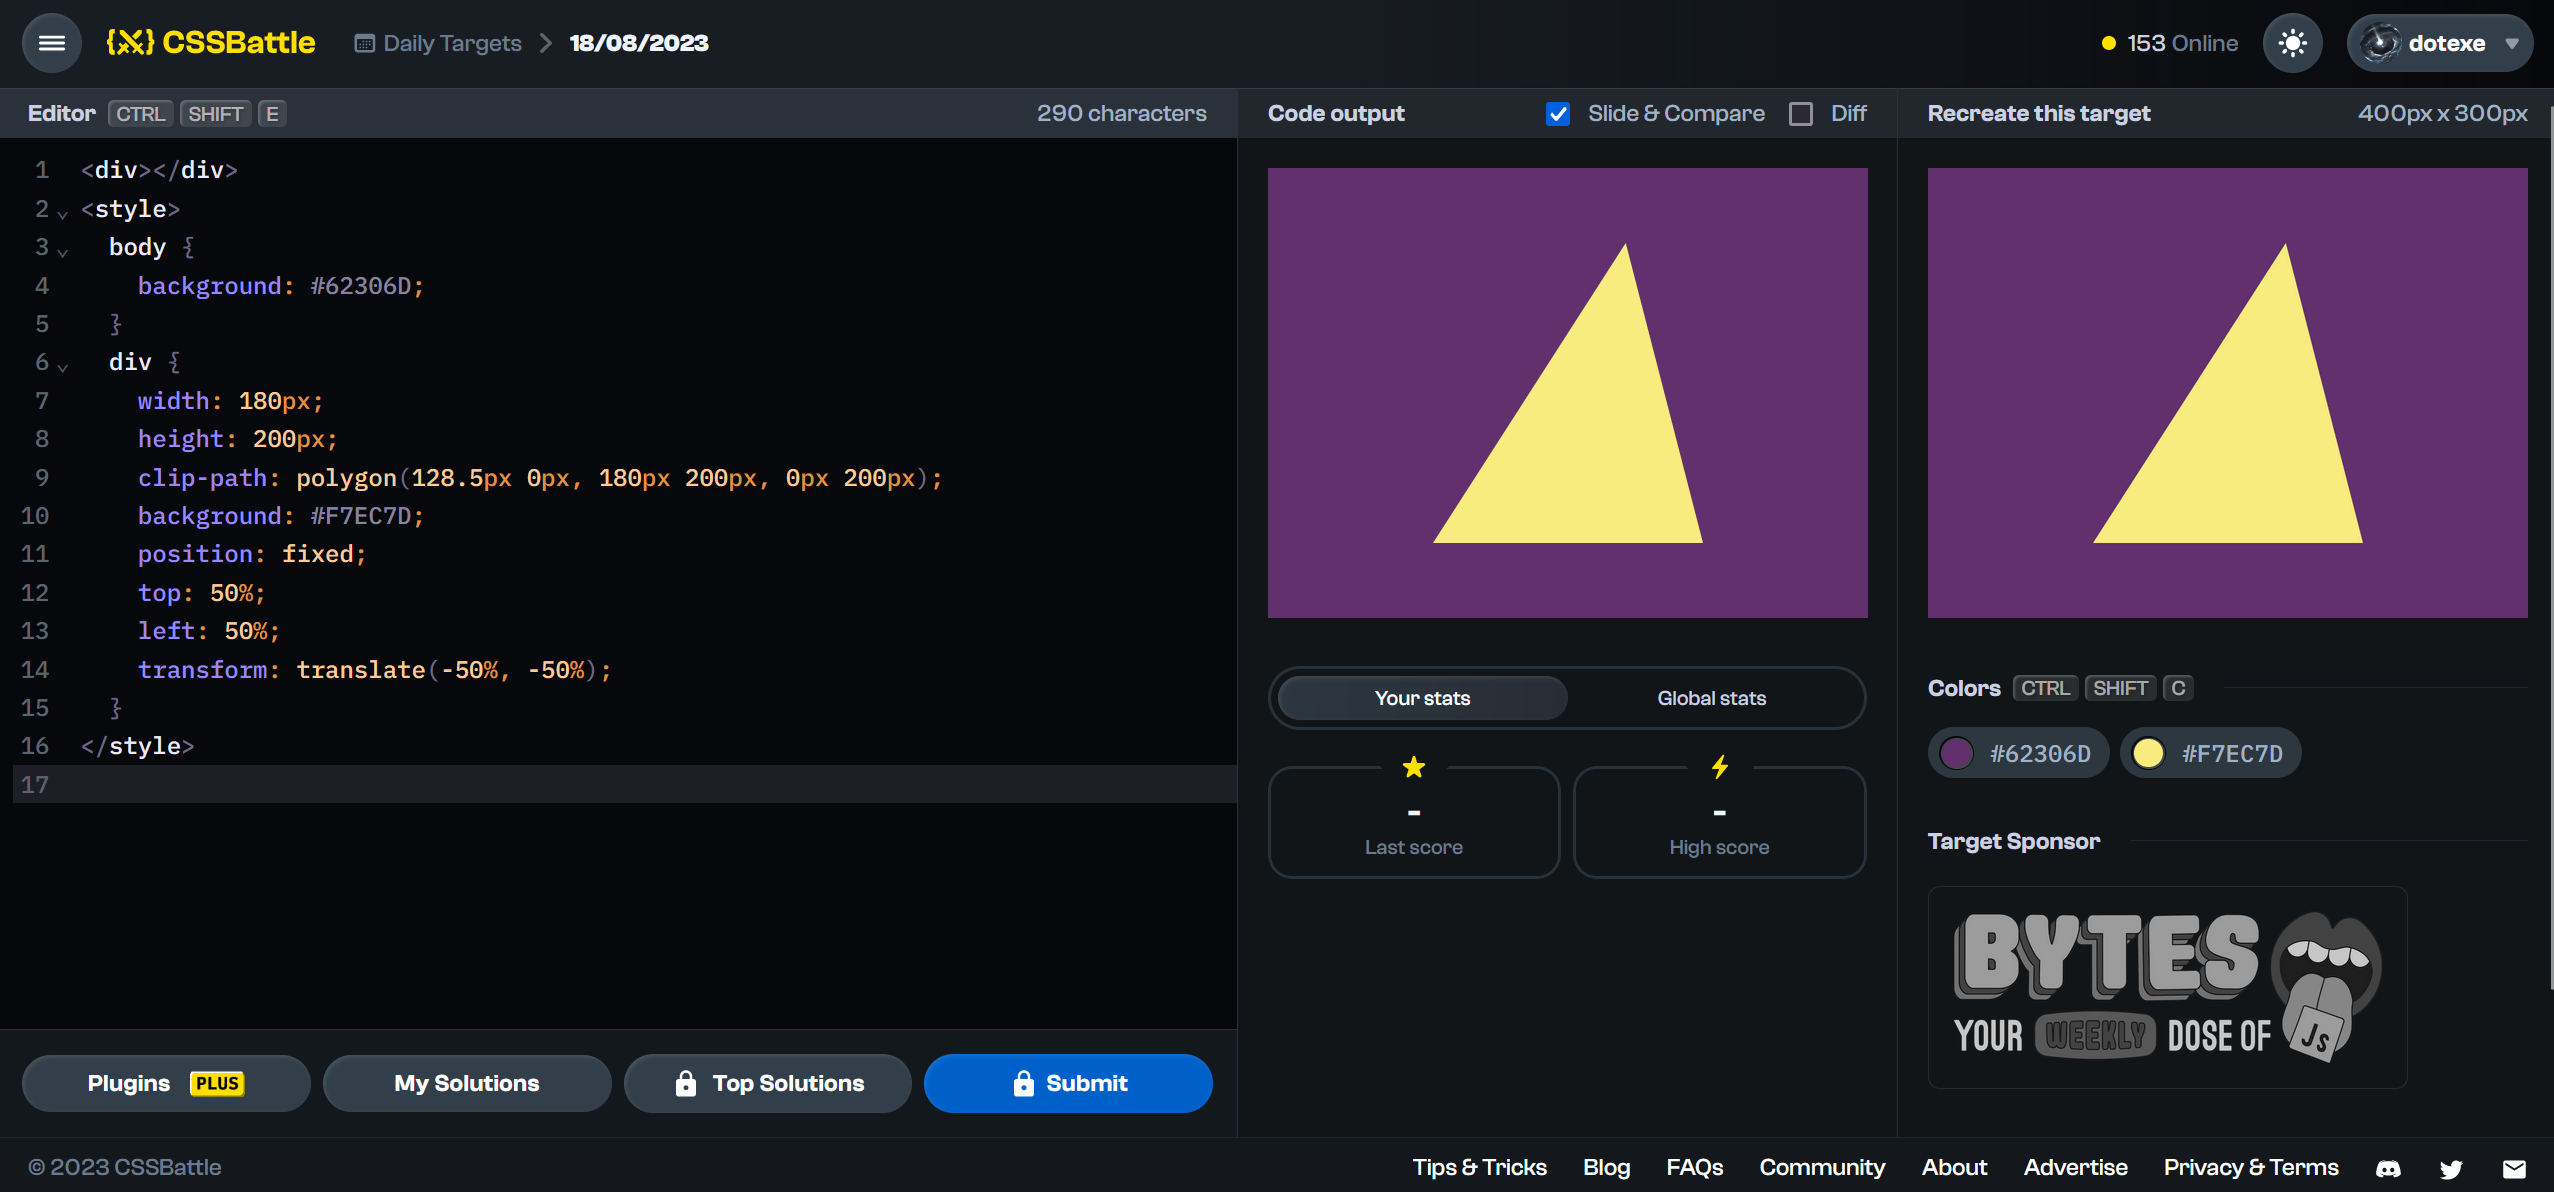 CSSBattle
Daily Targets
18/08/2023
153 Online
dotexe
Editor CTRL SHIFT E
290 characters
1 <div></div>
2 <style>
3 body {
4 background: #62306D;
5 }
6 div {
7 width: 180px;
8 height: 200px;
9 clip-path: polygon(128.5px 0px, 180px 200px, 0px 200px);
10 background: #F7EC7D;
11 position: fixed;
12 top: 50%;
13 left: 50%;
14 transform: translate(-50%, -50%);
15 }
16 </style>
17
Plugins PLUS
My Solutions
Top Solutions
Submit
Code output
Slide & Compare
Diff
Your stats
Global stats
-
Last score
-
High score
Recreate this target
400px x 300px
Colors CTRL SHIFT C
#62306D
#F7EC7D
Target Sponsor
BYTES
YOUR WEEKLY DOSE OF
JS
© 2023 CSSBattle
Tips & Tricks
Blog
FAQs
Community
About
Advertise
Privacy & Terms